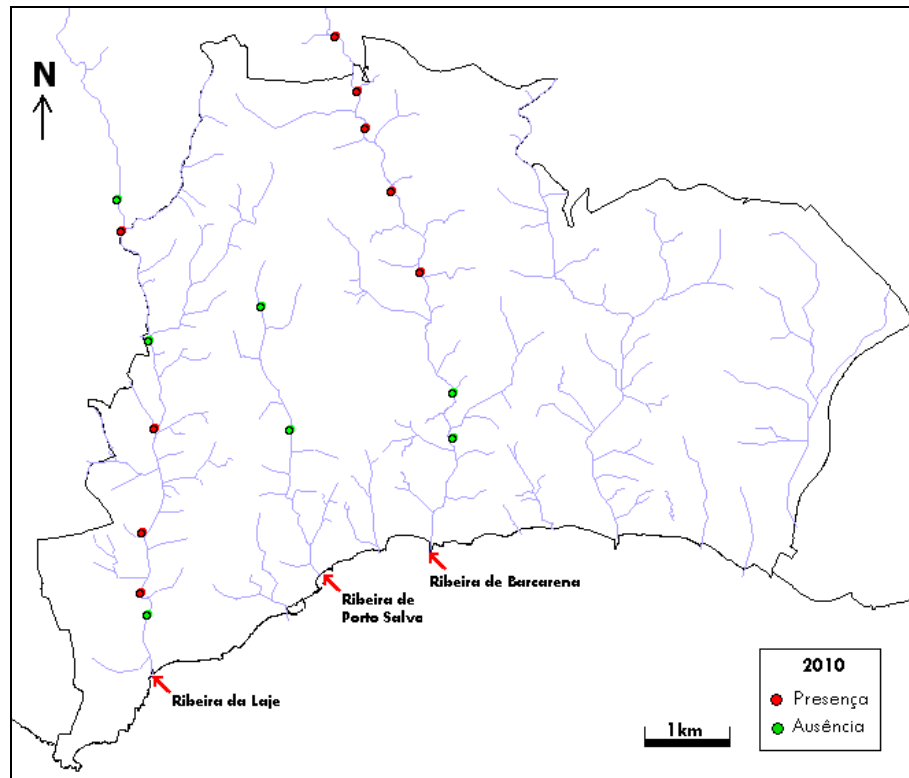 N
Ribeira de Barcarena
Ribeira de
Porto Salvo
Ribeira da Laje
2010
Presença
Ausência
1km